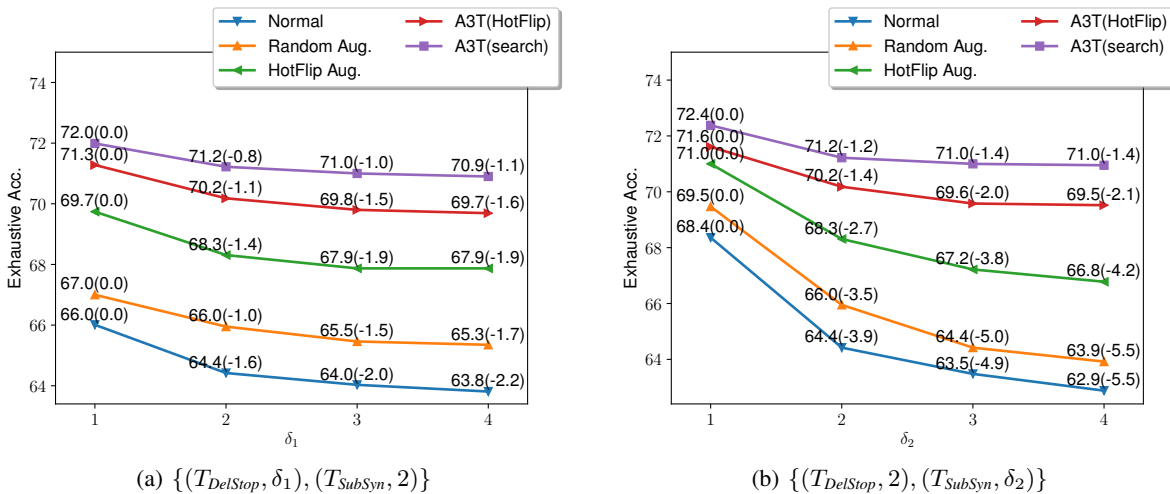 Normal
Random Aug.
HotFlip Aug.
A3T(HotFlip)
A3T(search)
Exhaustive Acc.
74
72
70
68
66
64
72.0(0.0)
71.2(-0.8)
71.0(-1.0)
70.9(-1.1)
71.3(0.0)
70.2(-1.1)
69.8(-1.5)
69.7(-1.6)
69.7(0.0)
68.3(-1.4)
67.9(-1.9)
67.9(-1.9)
67.0(0.0)
66.0(-1.0)
65.5(-1.5)
65.3(-1.7)
66.0(0.0)
64.4(-1.6)
64.0(-2.0)
63.8(-2.2)
1 2 3 4
δ₁
(a) {(T_DelStop, δ₁), (T_SubSyn, 2)}
Normal
Random Aug.
HotFlip Aug.
A3T(HotFlip)
A3T(search)
Exhaustive Acc.
74
72
70
68
66
64
72.4(0.0)
71.2(-1.2)
71.0(-1.4)
71.0(-1.4)
71.6(0.0)
70.2(-1.4)
69.6(-2.0)
69.5(-2.1)
71.0(0.0)
68.3(-2.7)
67.2(-3.8)
66.8(-4.2)
69.5(0.0)
66.0(-3.5)
64.4(-5.0)
63.9(-5.5)
68.4(0.0)
64.4(-3.9)
63.5(-4.9)
62.9(-5.5)
1 2 3 4
δ₂
(b) {(T_DelStop, 2), (T_SubSyn, δ₂)}